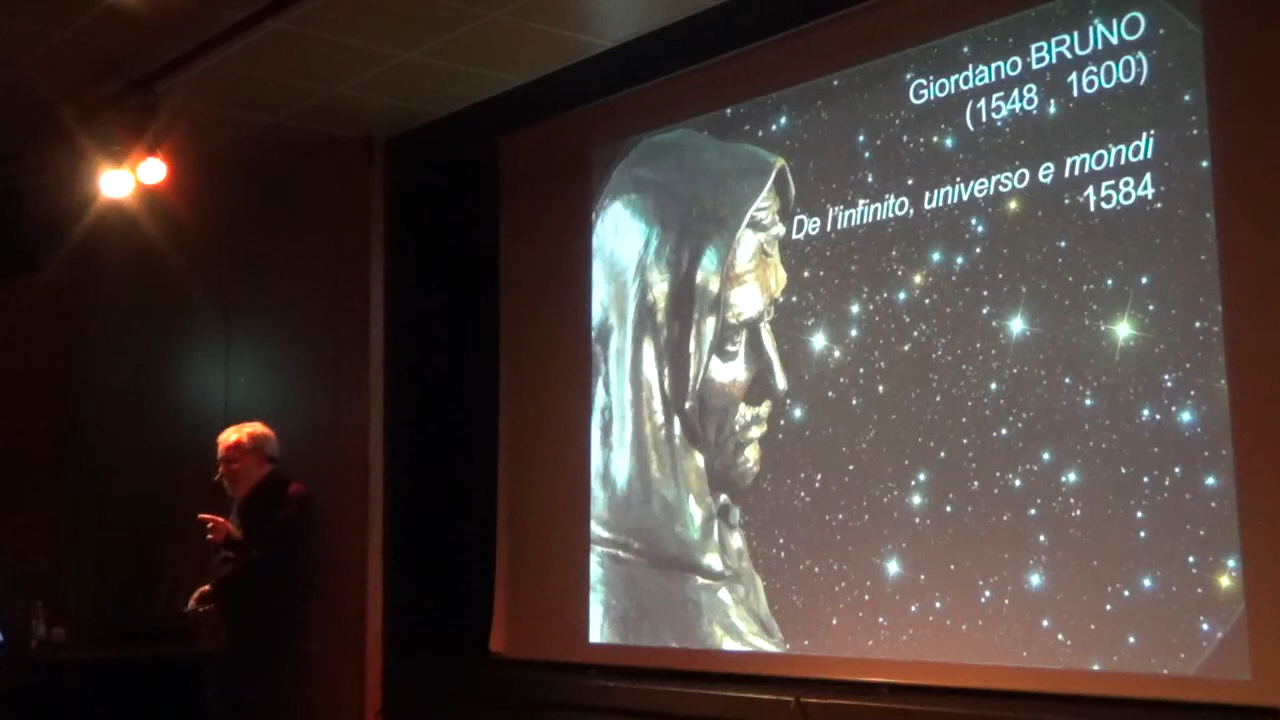 Giordano BRUNO
(1548 , 1600)
De l'infinito, universo e mondi
1584